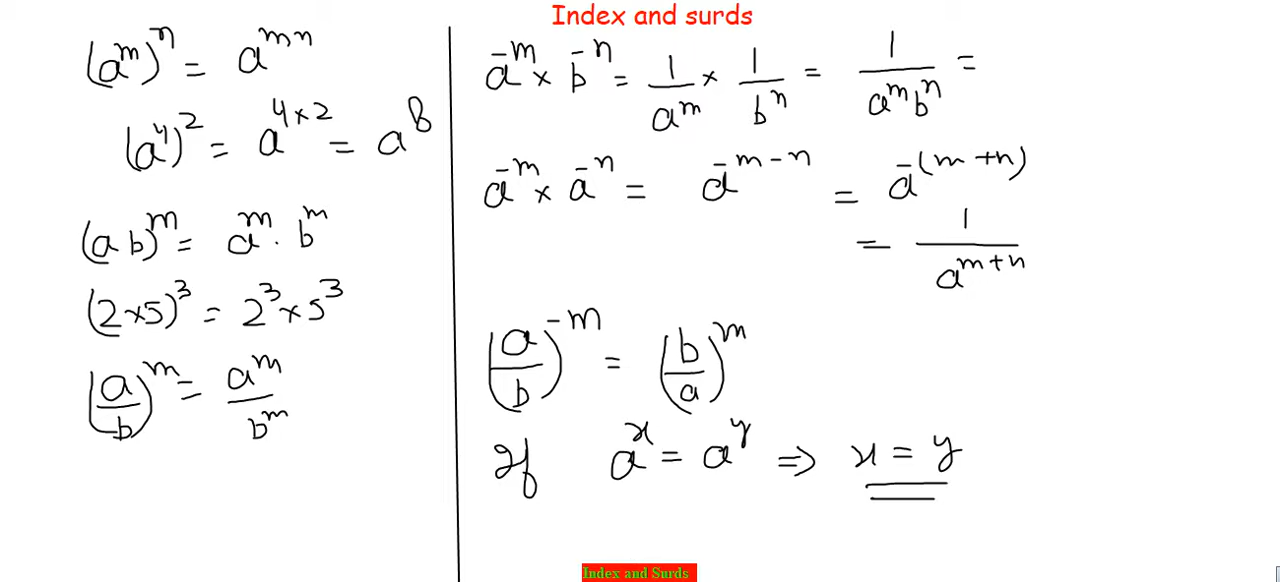 Index and surds
(a^m)^n = a^mn
(a^4)^2 = a^4×2 = a^8
(ab)^m = a^m · b^m
(2×5)^3 = 2^3 × 5^3
(a/b)^m = a^m/b^m
a^-m × b^-n = 1/a^m × 1/b^n = 1/a^m b^n =
a^-m × a^-n = a^-m-n = a^-(m+n)
= 1/a^m+n
(a/b)^-m = (b/a)^m
If a^x = a^y ⇒ x = y
Index and Surds